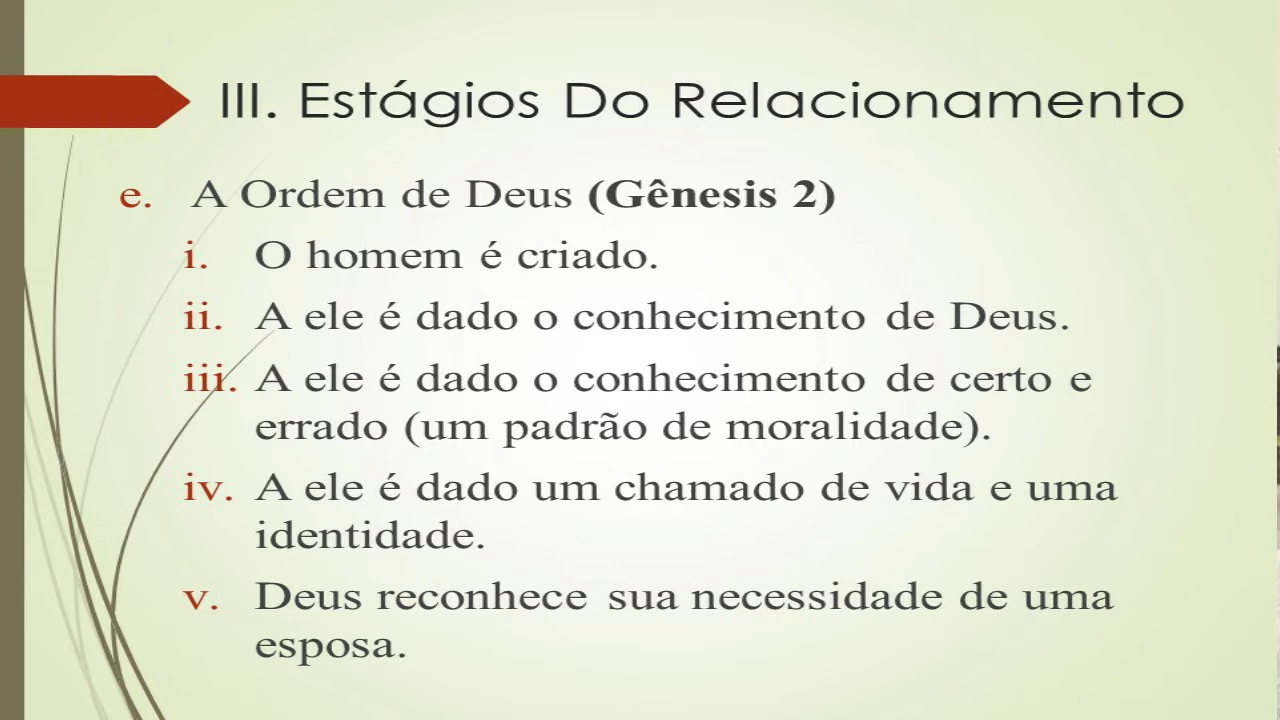 III. Estágios Do Relacionamento
e. A Ordem de Deus (Gênesis 2)
i. O homem é criado.
ii. A ele é dado o conhecimento de Deus.
iii. A ele é dado o conhecimento de certo e
errado (um padrão de moralidade).
iv. A ele é dado um chamado de vida e uma
identidade.
v. Deus reconhece sua necessidade de uma
esposa.